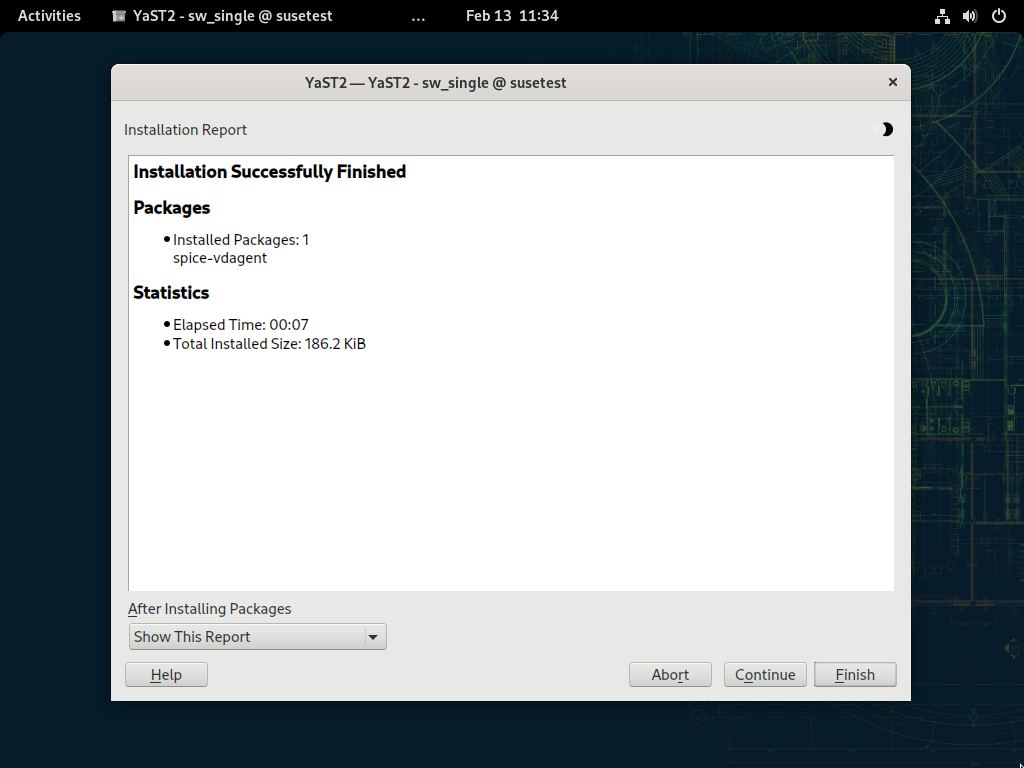 Activities YaST2 - sw_single @ susetest ... Feb 13 11:34
YaST2 — YaST2 - sw_single @ susetest
Installation Report
Installation Successfully Finished
Packages
Installed Packages: 1
spice-vdagent
Statistics
Elapsed Time: 00:07
Total Installed Size: 186.2 KiB
After Installing Packages
Show This Report
Help Abort Continue Finish